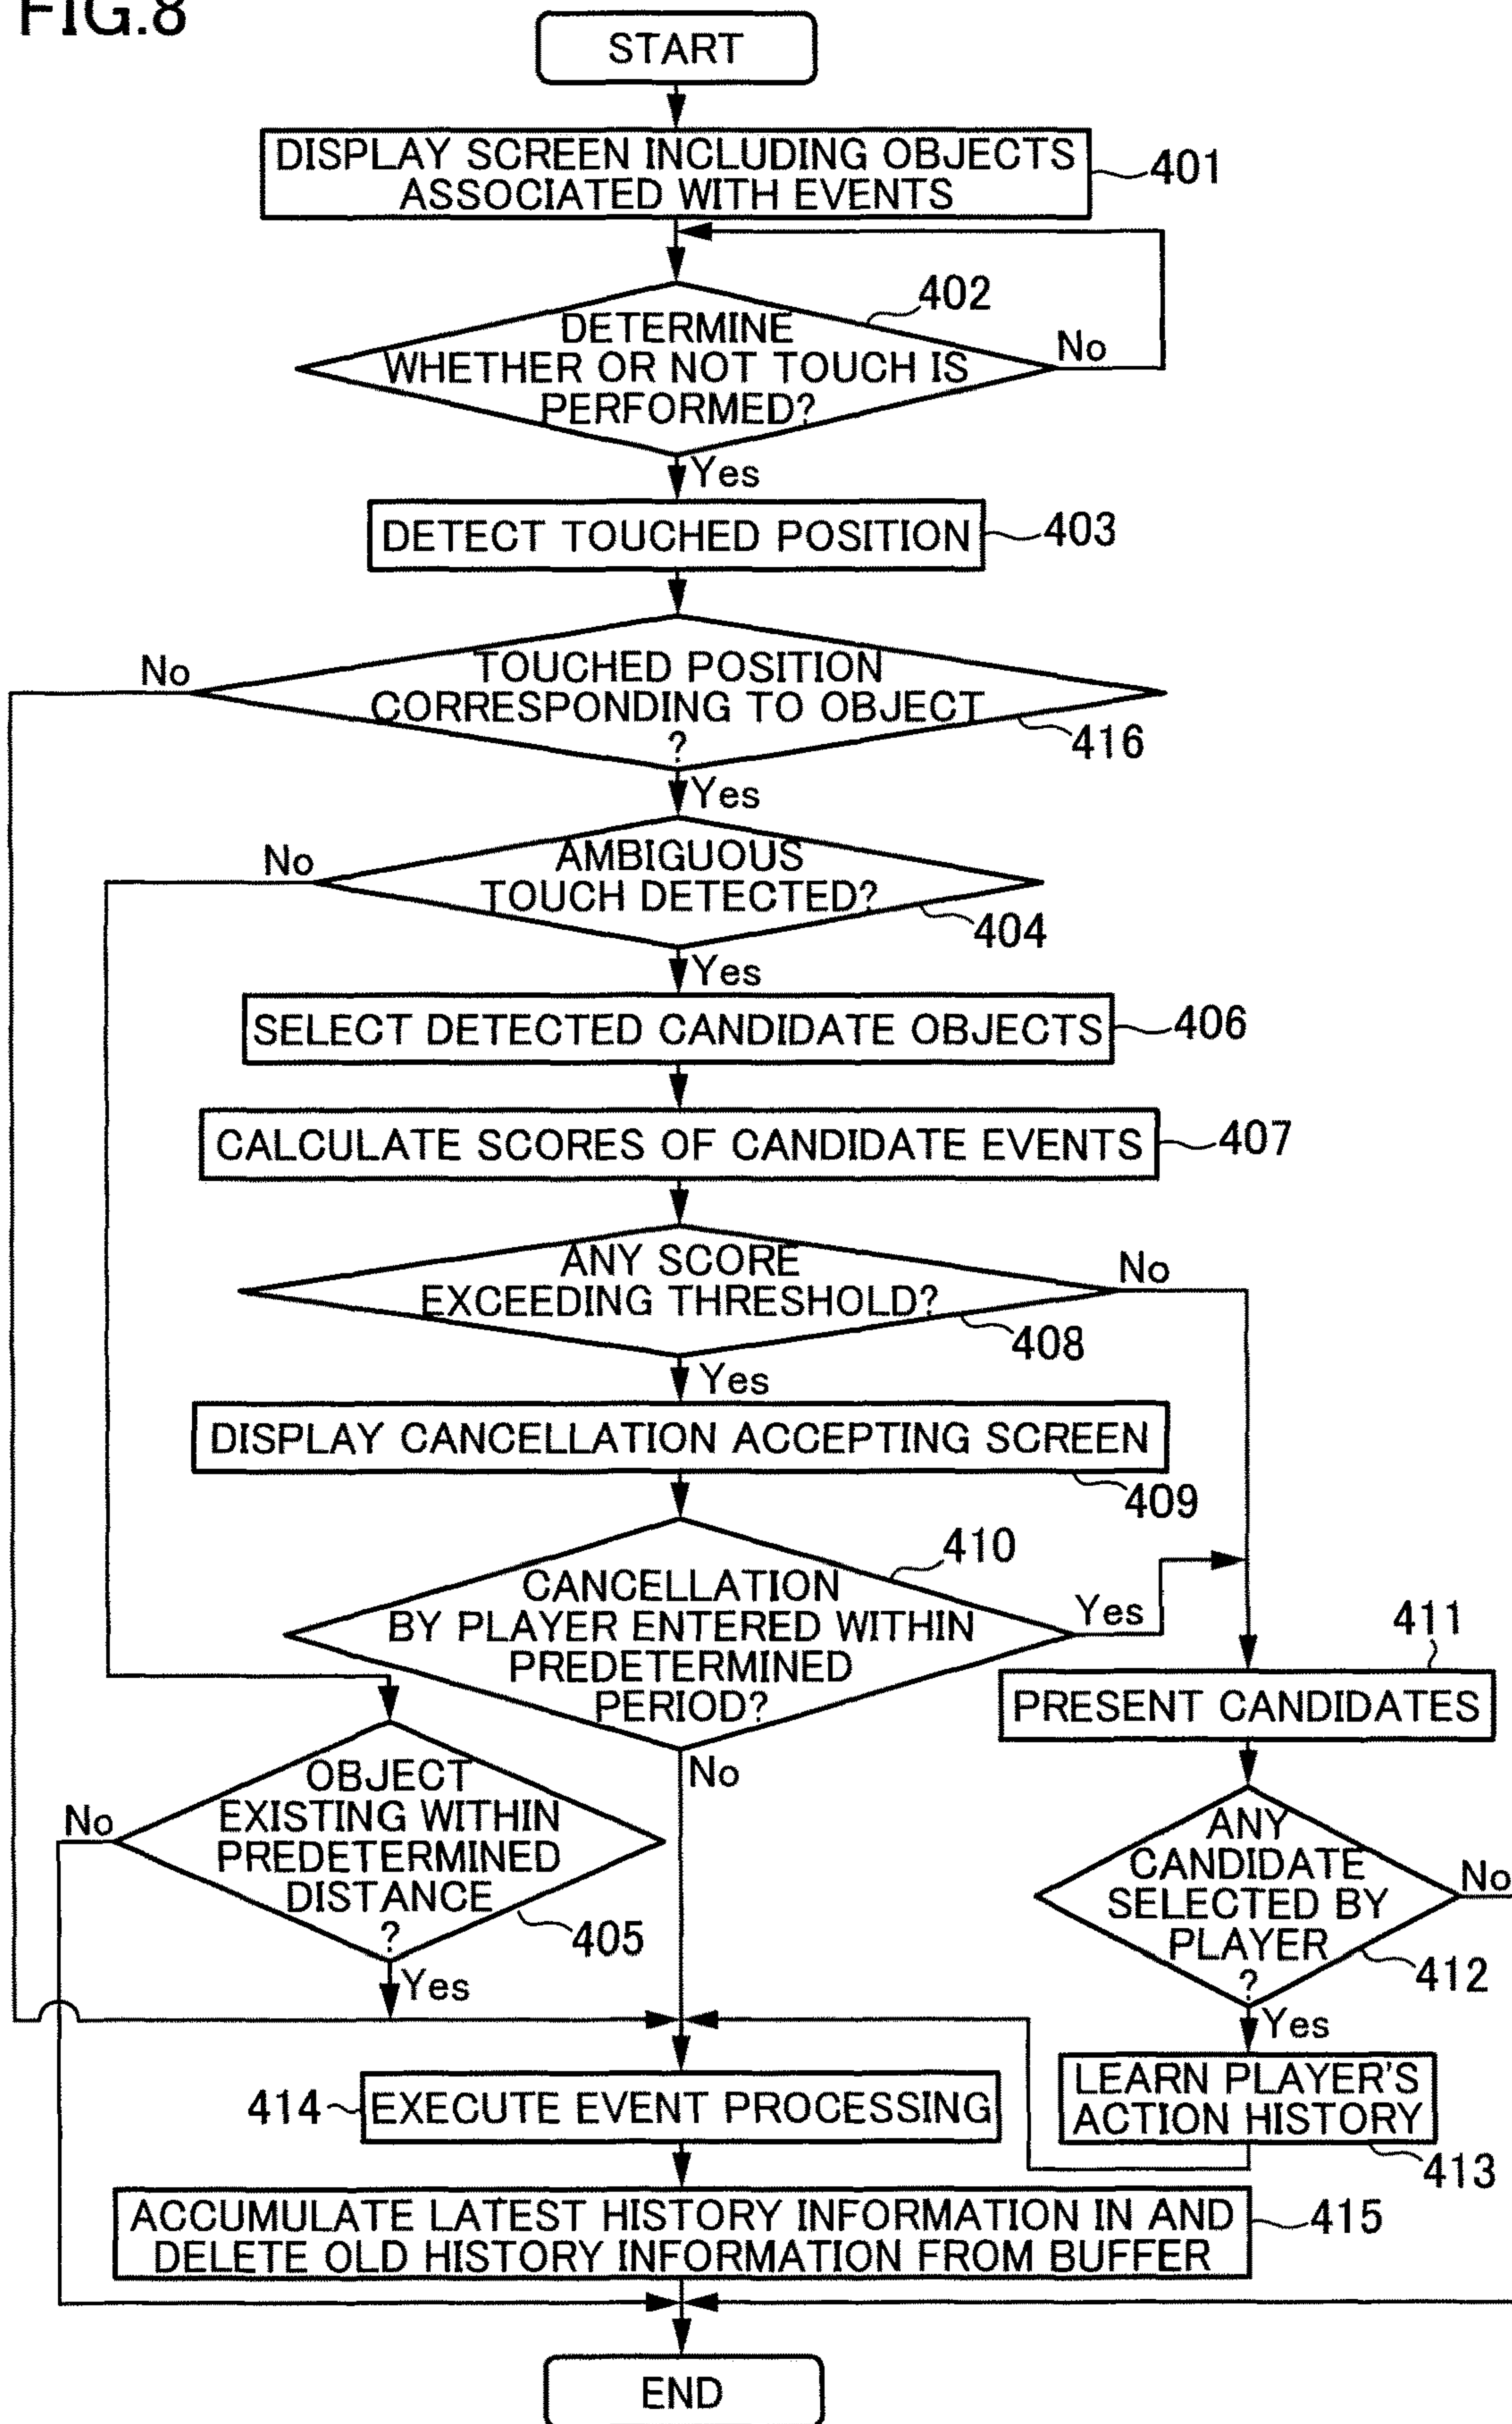 FIG.8
START
DISPLAY SCREEN INCLUDING OBJECTS
ASSOCIATED WITH EVENTS
401
402
DETERMINE
WHETHER OR NOT TOUCH IS
PERFORMED?
No
Yes
DETECT TOUCHED POSITION
403
No
TOUCHED POSITION
CORRESPONDING TO OBJECT
?
416
Yes
No
AMBIGUOUS
TOUCH DETECTED?
404
Yes
SELECT DETECTED CANDIDATE OBJECTS
406
CALCULATE SCORES OF CANDIDATE EVENTS
407
ANY SCORE
EXCEEDING THRESHOLD?
No
408
Yes
DISPLAY CANCELLATION ACCEPTING SCREEN
409
410
CANCELLATION
BY PLAYER ENTERED WITHIN
PREDETERMINED
PERIOD?
Yes
No
411
PRESENT CANDIDATES
OBJECT
EXISTING WITHIN
PREDETERMINED
DISTANCE
?
No
405
Yes
ANY
CANDIDATE
SELECTED BY
PLAYER
?
No
412
Yes
LEARN PLAYER'S
ACTION HISTORY
413
414
EXECUTE EVENT PROCESSING
ACCUMULATE LATEST HISTORY INFORMATION IN AND
DELETE OLD HISTORY INFORMATION FROM BUFFER
415
END